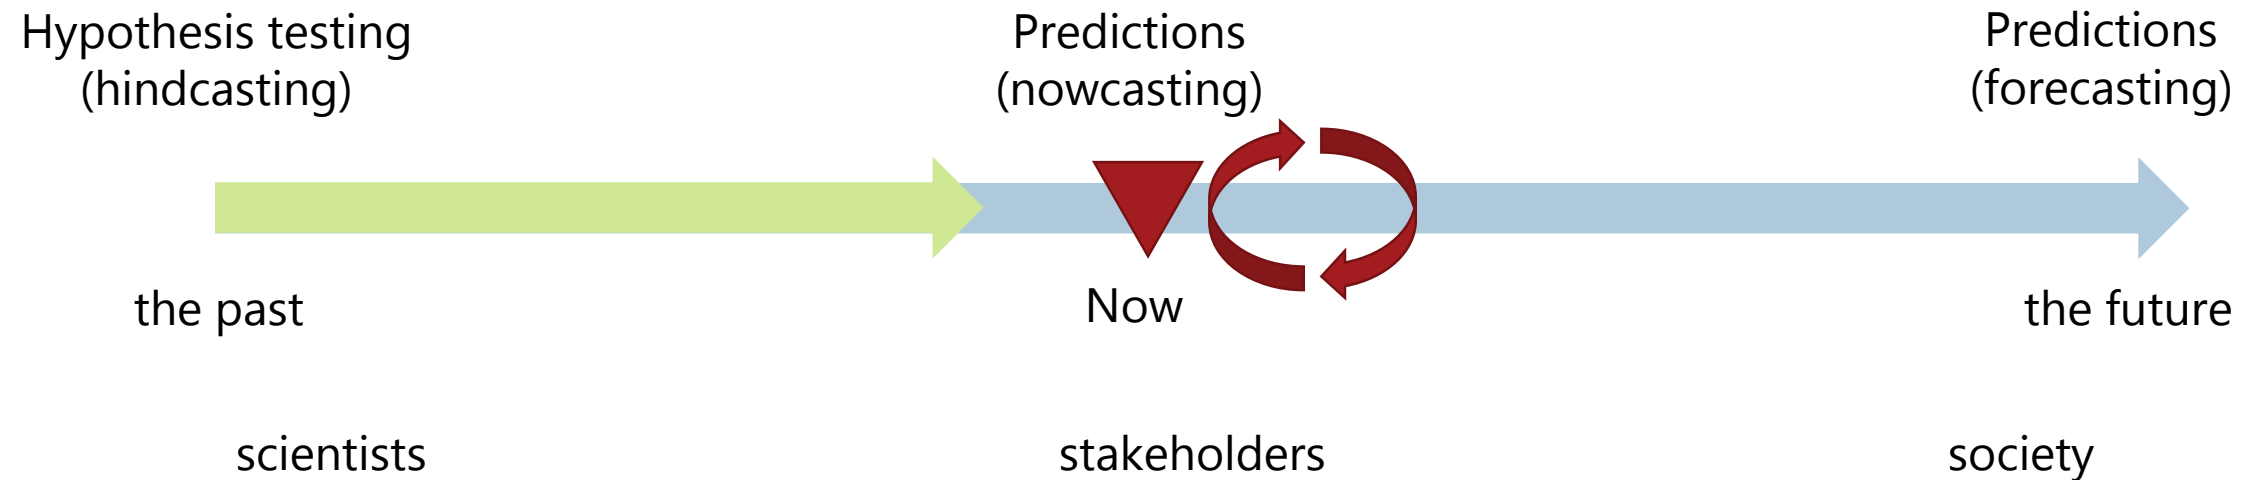 Hypothesis testing
(hindcasting)
Predictions
(nowcasting)
Predictions
(forecasting)
the past
Now
the future
scientists
stakeholders
society